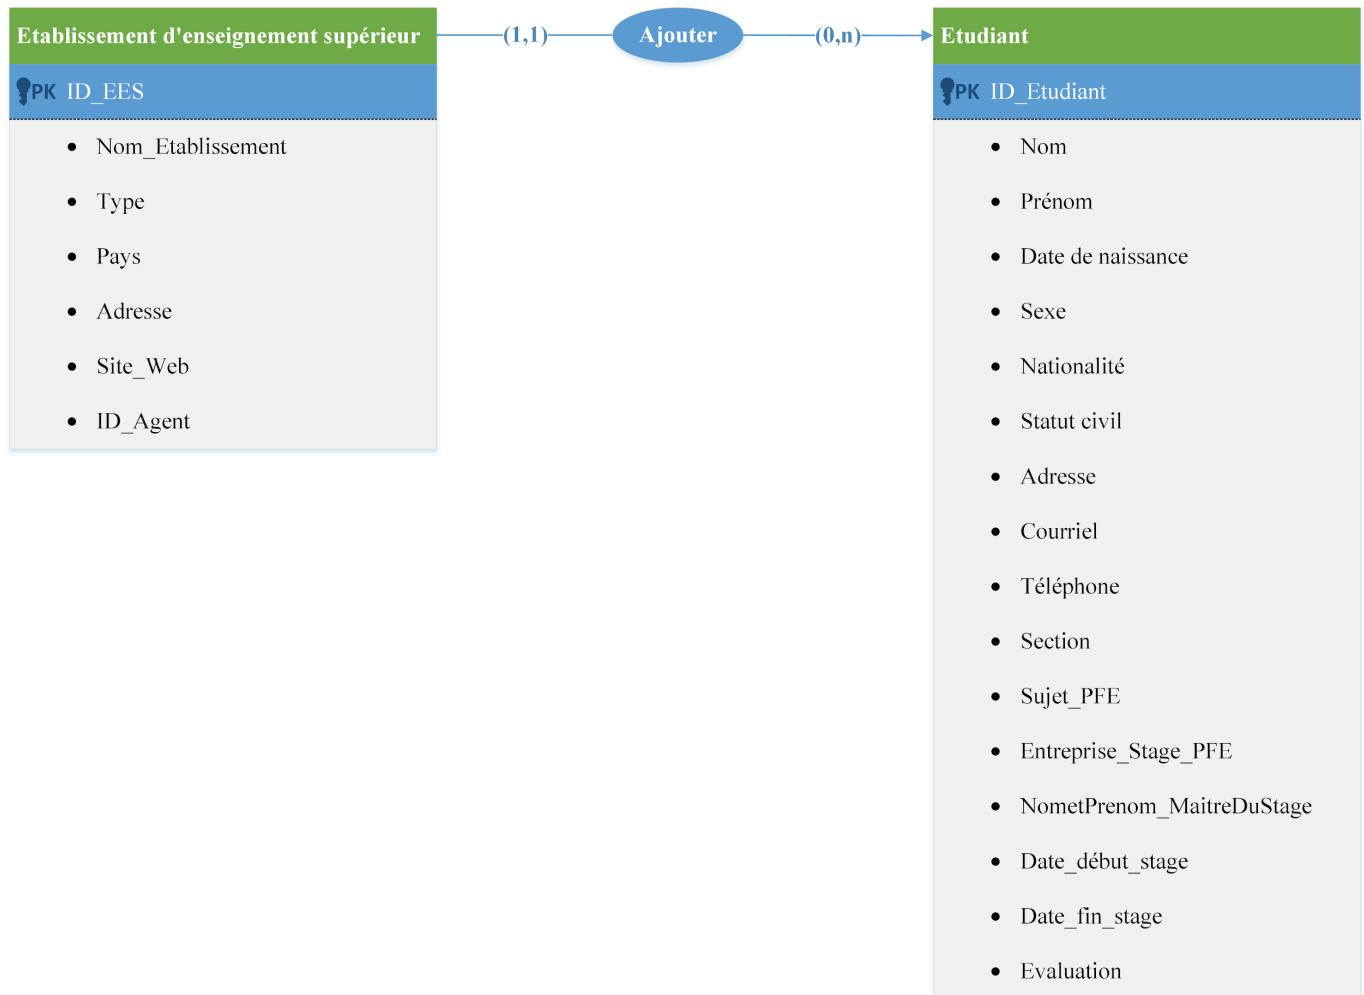 Etablissement d'enseignement supérieur
PK ID_EES
Nom_Etablissement
Type
Pays
Adresse
Site_Web
ID_Agent
(1,1)
Ajouter
(0,n)
Etudiant
PK ID_Etudiant
Nom
Prénom
Date de naissance
Sexe
Nationalité
Statut civil
Adresse
Courriel
Téléphone
Section
Sujet_PFE
Entreprise_Stage_PFE
NometPrenom_MaitreDuStage
Date_début_stage
Date_fin_stage
Evaluation